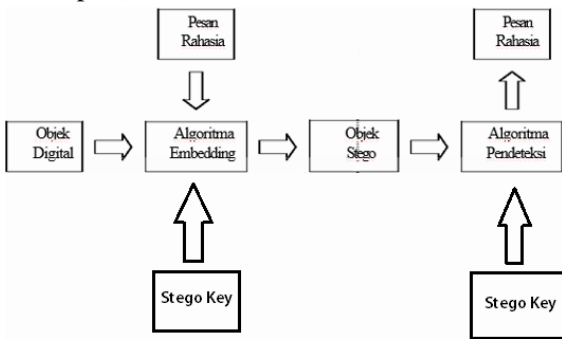 Pesan
Rahasia
Pesan
Rahasia
Objek
Digital
Algoritma
Embedding
Objek
Stego
Algoritma
Pendeteksi
Stego Key
Stego Key